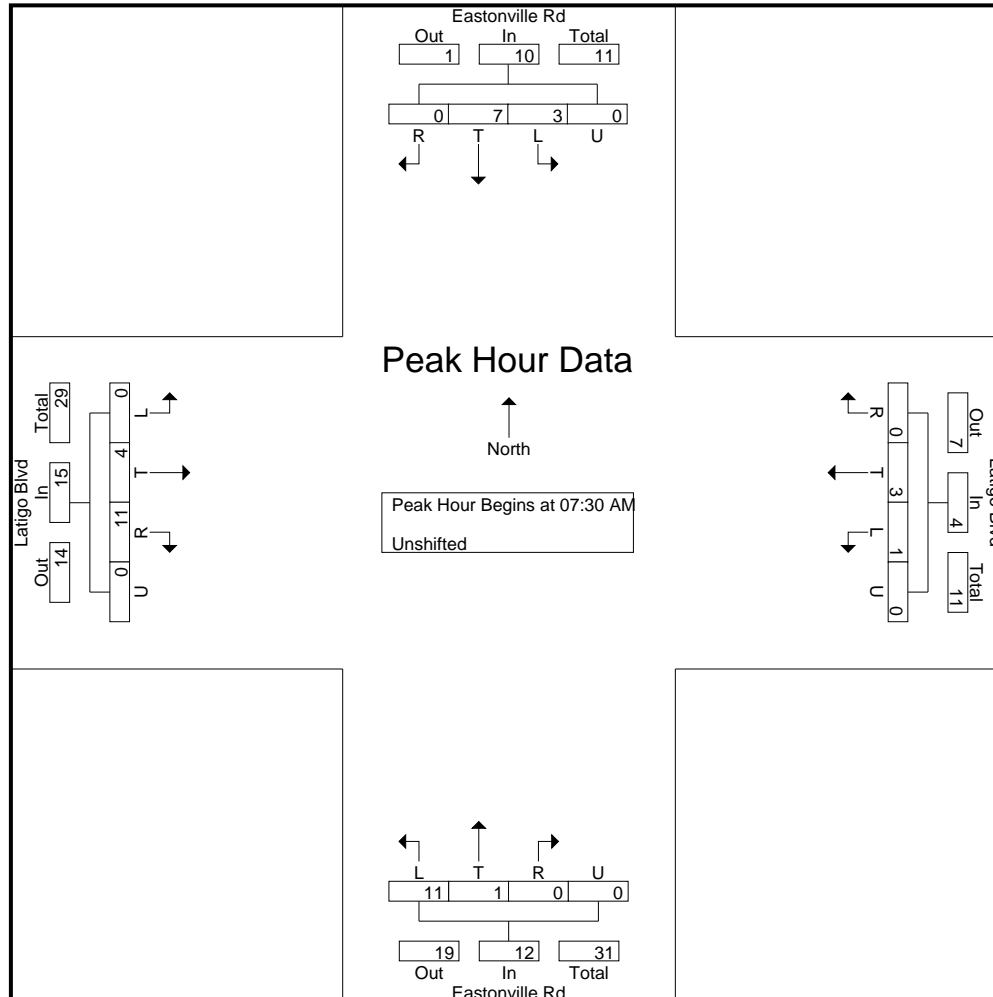 Eastonville Rd
Out In Total
1 10 11
0 7 3 0
R T L U
Peak Hour Data
North
Peak Hour Begins at 07:30 AM
Unshifted
Latigo Blvd
Total In Out
29 15 14
0 4 11 0
L T R U
R T L U
0 3 1 0
7 4 11
Out In Total
Latigo Blvd
L T R U
11 1 0 0
19 12 31
Out In Total
Eastonville Rd